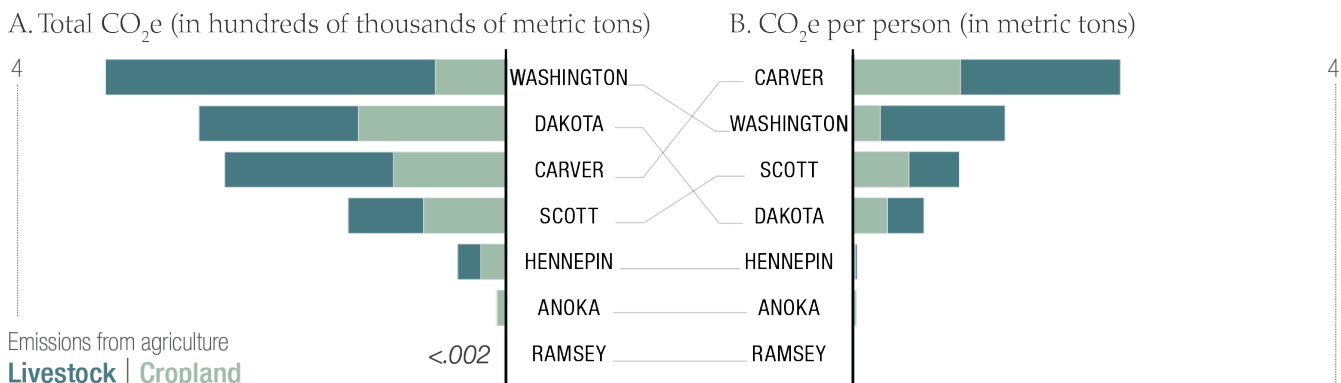 A. Total CO₂e (in hundreds of thousands of metric tons)
B. CO₂e per person (in metric tons)
4
4
WASHINGTON
CARVER
DAKOTA
WASHINGTON
CARVER
SCOTT
SCOTT
DAKOTA
HENNEPIN
HENNEPIN
ANOKA
ANOKA
<.002
RAMSEY
RAMSEY
Emissions from agriculture
Livestock | Cropland